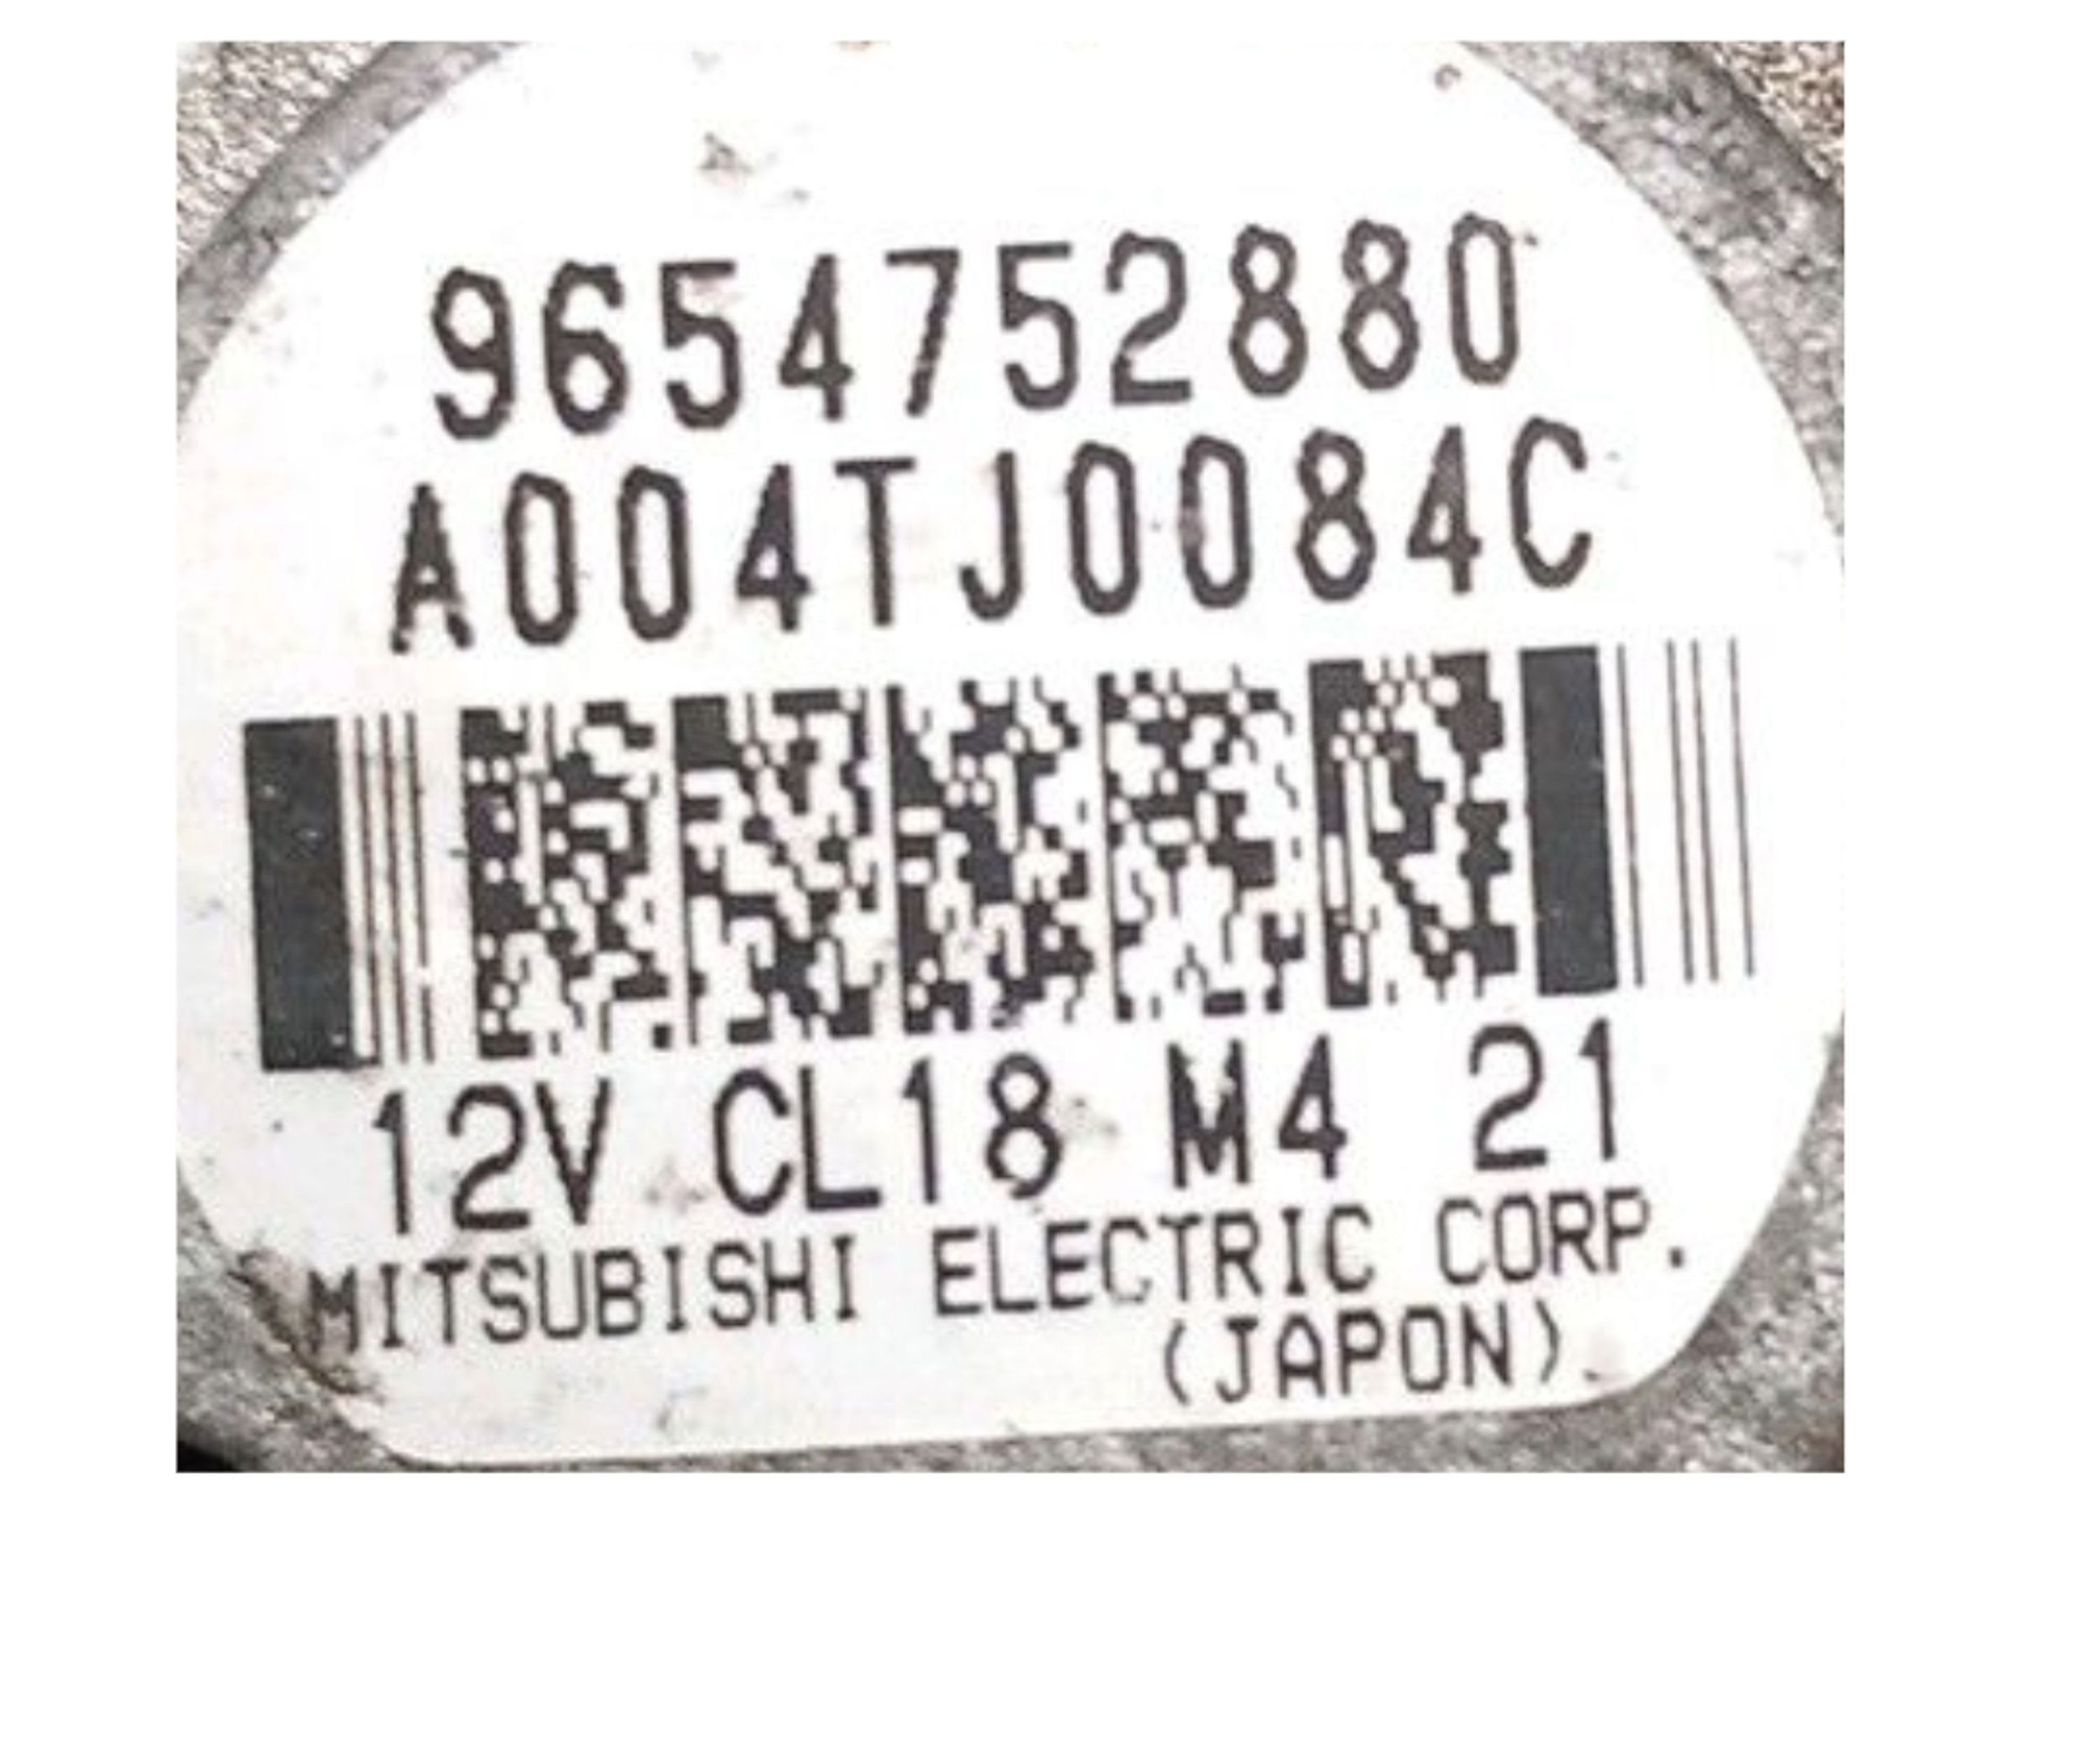 9654752880
A004TJ0084C
12V CL18 M4 21
MITSUBISHI ELECTRIC CORP.
(JAPON)